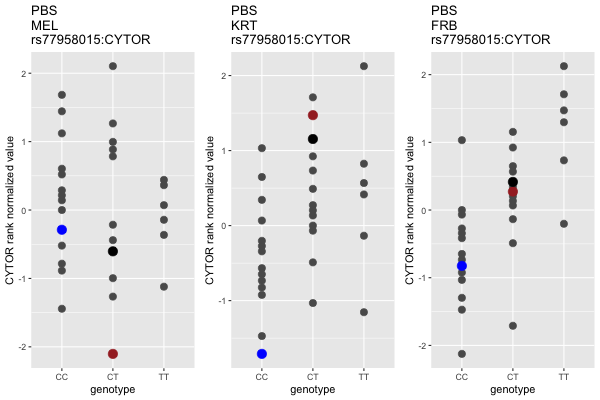 PBS
MEL
rs77958015:CYTOR
CYTOR rank normalized value
2
1
0
-1
-2
CC
CT
TT
genotype
PBS
KRT
rs77958015:CYTOR
CYTOR rank normalized value
2
1
0
-1
CC
CT
TT
genotype
PBS
FRB
rs77958015:CYTOR
CYTOR rank normalized value
2
1
0
-1
-2
CC
CT
TT
genotype